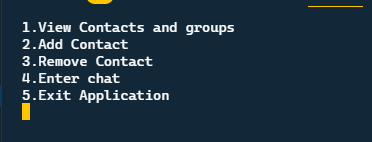 1.View Contacts and groups
2.Add Contact
3.Remove Contact
4.Enter chat
5.Exit Application